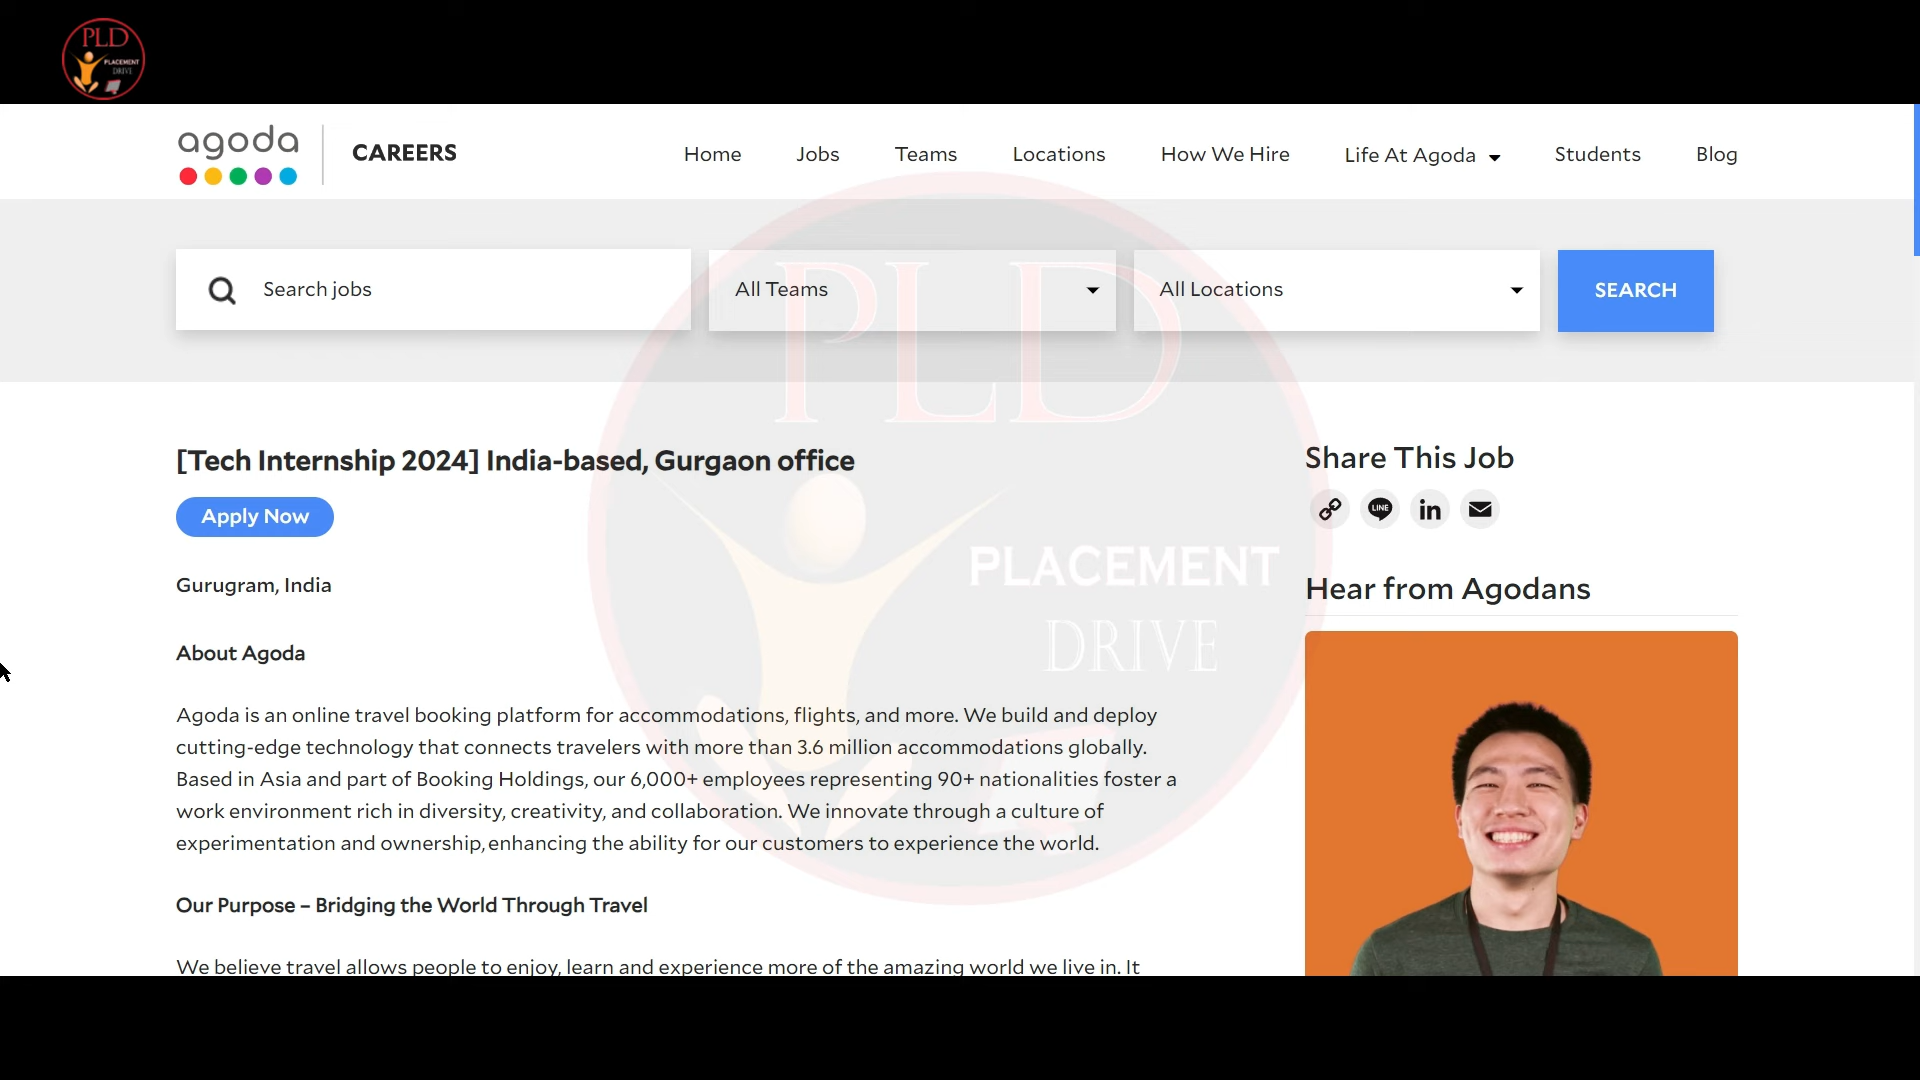 PLD
PLACEMENT
DRIVE
agoda
CAREERS
Home
Jobs
Teams
Locations
How We Hire
Life At Agoda
Students
Blog
Search jobs
All Teams
All Locations
SEARCH
PLD
PLACEMENT
DRIVE
[Tech Internship 2024] India-based, Gurgaon office
Apply Now
Gurugram, India
About Agoda
Agoda is an online travel booking platform for accommodations, flights, and more. We build and deploy
cutting-edge technology that connects travelers with more than 3.6 million accommodations globally.
Based in Asia and part of Booking Holdings, our 6,000+ employees representing 90+ nationalities foster a
work environment rich in diversity, creativity, and collaboration. We innovate through a culture of
experimentation and ownership, enhancing the ability for our customers to experience the world.
Our Purpose – Bridging the World Through Travel
We believe travel allows people to enjoy, learn and experience more of the amazing world we live in. It
Share This Job
LINE
in
Hear from Agodans